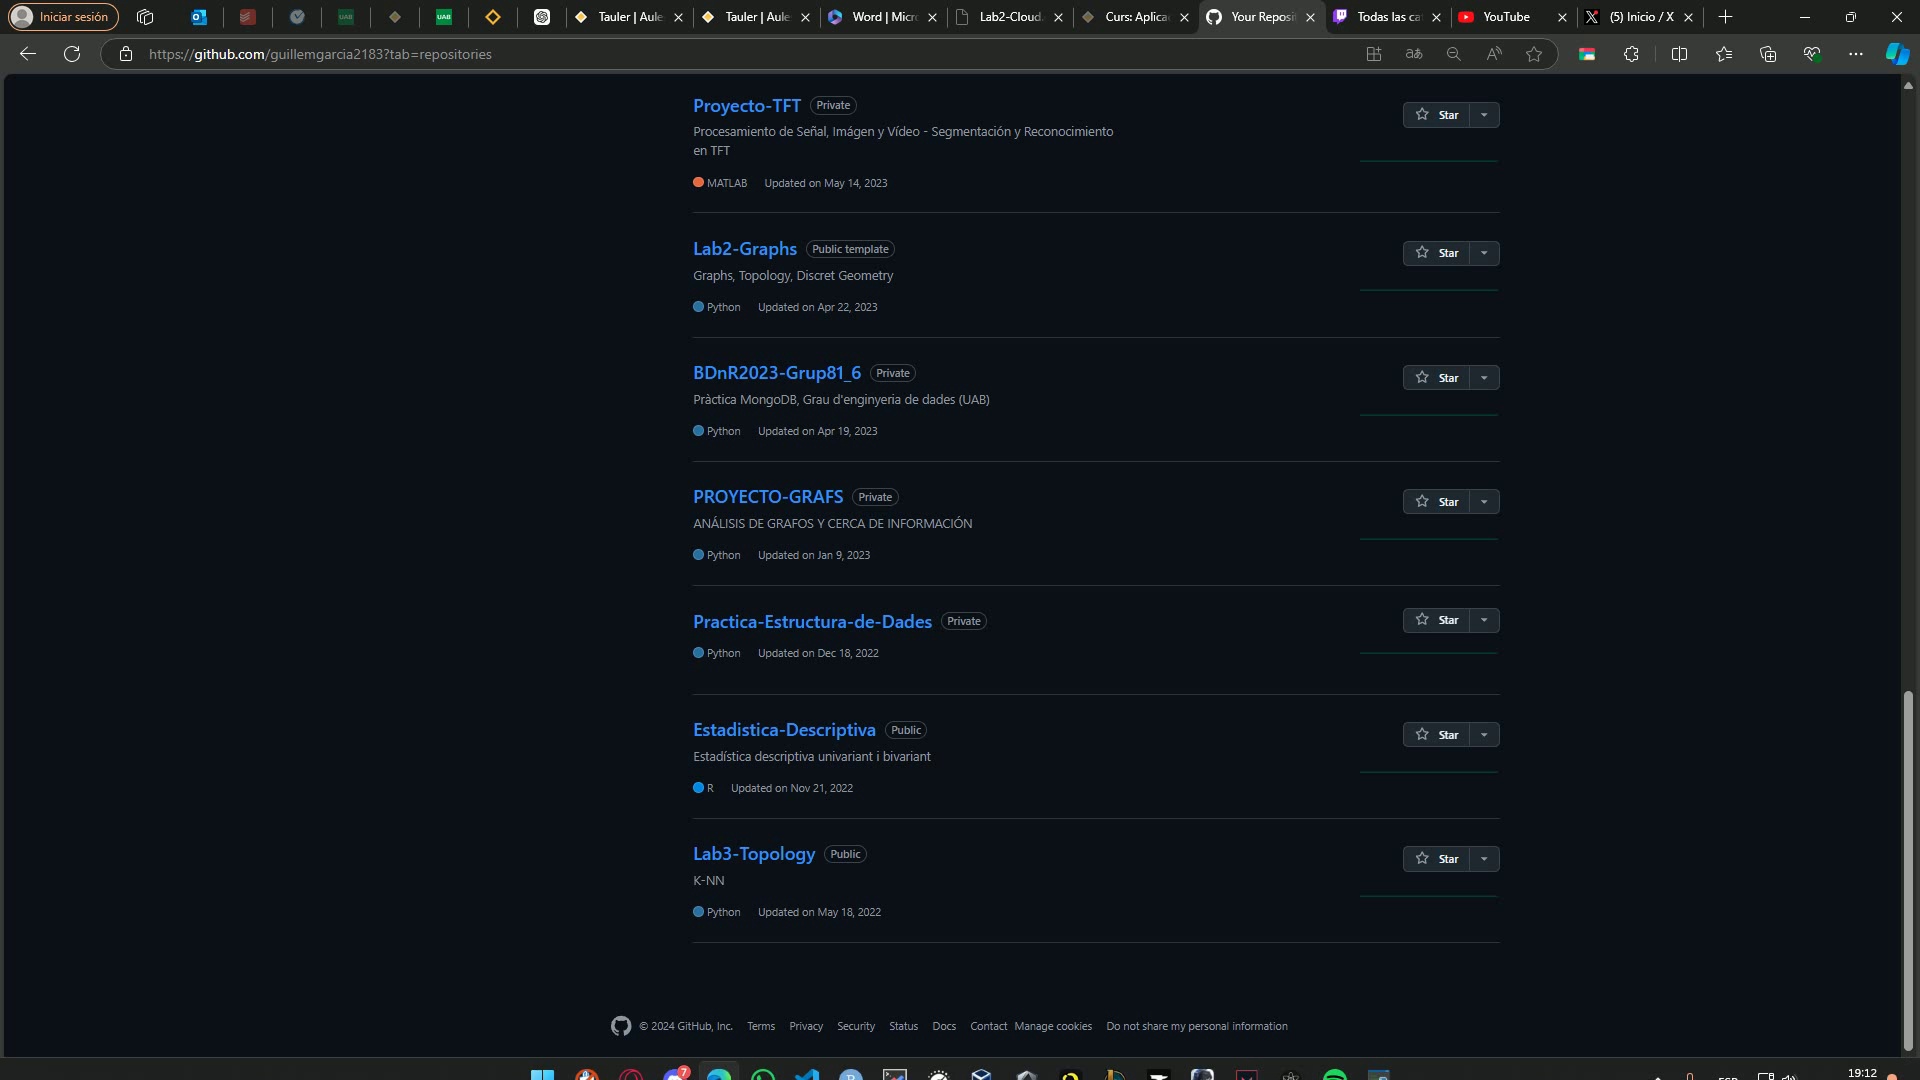 Iniciar sesión
UAB
UAB
Tauler | Aule
Tauler | Aule
Word | Micro
Lab2-Cloud.
Curs: Aplica
Your Reposit
Todas las cat
YouTube
(5) Inicio / X
https://github.com/guillemgarcia2183?tab=repositories
Proyecto-TFT Private
Star
Procesamiento de Señal, Imágen y Vídeo - Segmentación y Reconocimiento
en TFT
MATLAB Updated on May 14, 2023
Lab2-Graphs Public template
Star
Graphs, Topology, Discret Geometry
Python Updated on Apr 22, 2023
BDnR2023-Grup81_6 Private
Star
Pràctica MongoDB, Grau d'enginyeria de dades (UAB)
Python Updated on Apr 19, 2023
PROYECTO-GRAFS Private
Star
ANÁLISIS DE GRAFOS Y CERCA DE INFORMACIÓN
Python Updated on Jan 9, 2023
Practica-Estructura-de-Dades Private
Star
Python Updated on Dec 18, 2022
Estadistica-Descriptiva Public
Star
Estadística descriptiva univariant i bivariant
R Updated on Nov 21, 2022
Lab3-Topology Public
Star
K-NN
Python Updated on May 18, 2022
© 2024 GitHub, Inc. Terms Privacy Security Status Docs Contact Manage cookies Do not share my personal information
7
19:12